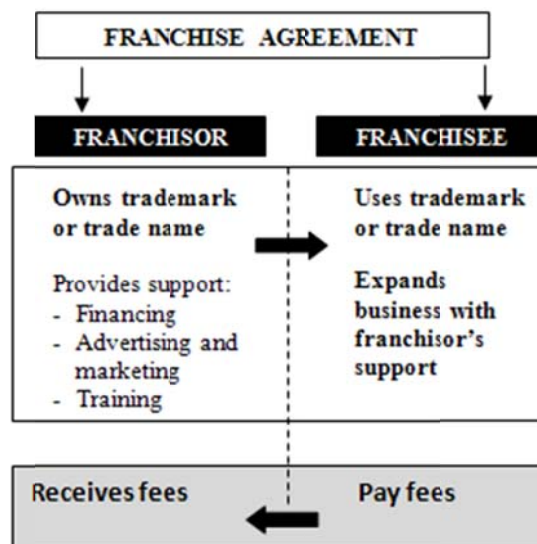 FRANCHISE AGREEMENT
FRANCHISOR
FRANCHISEE
Owns trademark
or trade name
Provides support:
- Financing
- Advertising and
marketing
- Training
Uses trademark
or trade name
Expands
business with
franchisor's
support
Receives fees
Pay fees